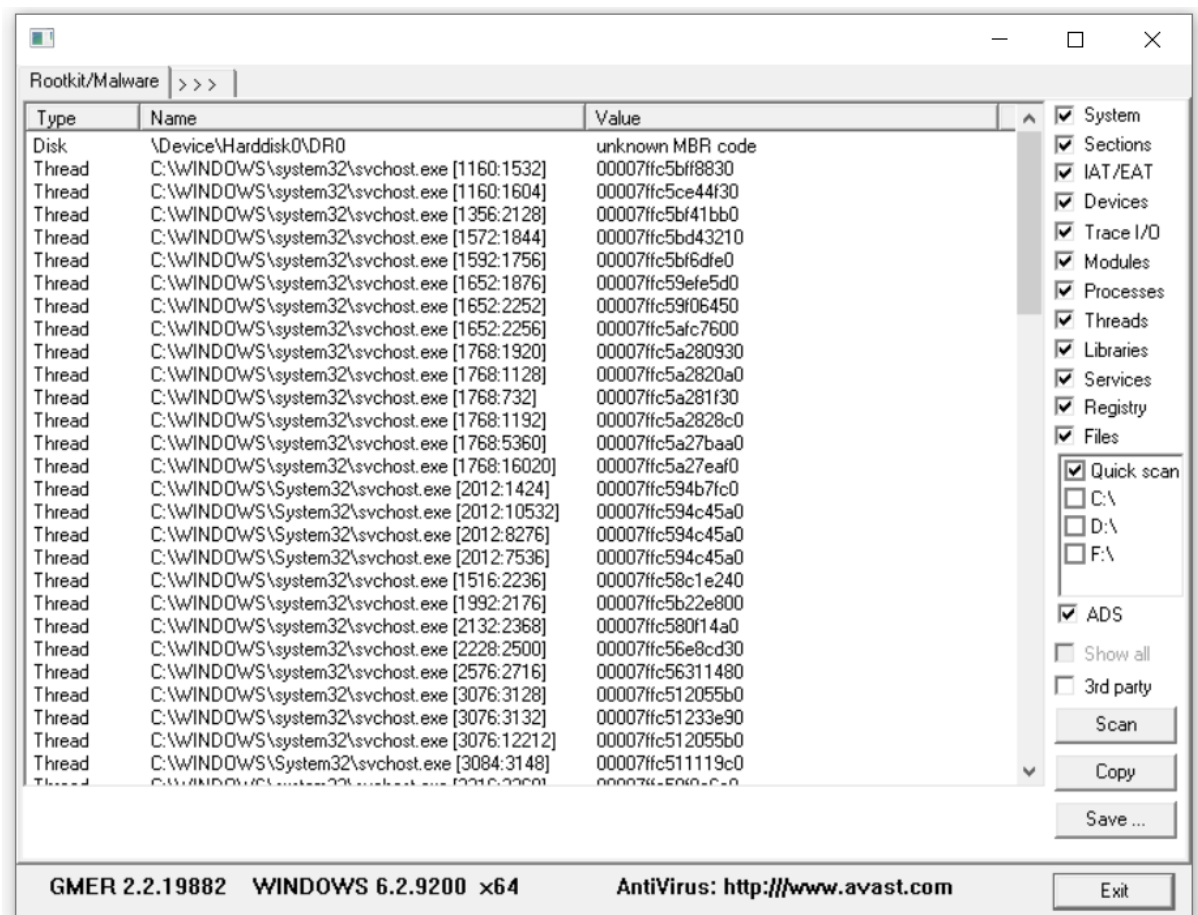 Rootkit/Malware > > >
Type Name Value
Disk \Device\Harddisk0\DR0 unknown MBR code
Thread C:\WINDOWS\system32\svchost.exe [1160:1532] 00007ffc5bff8830
Thread C:\WINDOWS\system32\svchost.exe [1160:1604] 00007ffc5ce44f30
Thread C:\WINDOWS\system32\svchost.exe [1356:2128] 00007ffc5bf41bb0
Thread C:\WINDOWS\system32\svchost.exe [1572:1844] 00007ffc5bd43210
Thread C:\WINDOWS\system32\svchost.exe [1592:1756] 00007ffc5bf6dfe0
Thread C:\WINDOWS\system32\svchost.exe [1652:1876] 00007ffc59efe5d0
Thread C:\WINDOWS\system32\svchost.exe [1652:2252] 00007ffc59f06450
Thread C:\WINDOWS\system32\svchost.exe [1652:2256] 00007ffc5afc7600
Thread C:\WINDOWS\system32\svchost.exe [1768:1920] 00007ffc5a280930
Thread C:\WINDOWS\system32\svchost.exe [1768:1128] 00007ffc5a2820a0
Thread C:\WINDOWS\system32\svchost.exe [1768:732] 00007ffc5a281f30
Thread C:\WINDOWS\system32\svchost.exe [1768:1192] 00007ffc5a2828c0
Thread C:\WINDOWS\system32\svchost.exe [1768:5360] 00007ffc5a27baa0
Thread C:\WINDOWS\system32\svchost.exe [1768:16020] 00007ffc5a27eaf0
Thread C:\WINDOWS\System32\svchost.exe [2012:1424] 00007ffc594b7fc0
Thread C:\WINDOWS\System32\svchost.exe [2012:10532] 00007ffc594c45a0
Thread C:\WINDOWS\System32\svchost.exe [2012:8276] 00007ffc594c45a0
Thread C:\WINDOWS\System32\svchost.exe [2012:7536] 00007ffc594c45a0
Thread C:\WINDOWS\system32\svchost.exe [1516:2236] 00007ffc58c1e240
Thread C:\WINDOWS\system32\svchost.exe [1992:2176] 00007ffc5b22e800
Thread C:\WINDOWS\system32\svchost.exe [2132:2368] 00007ffc580f14a0
Thread C:\WINDOWS\system32\svchost.exe [2228:2500] 00007ffc56e8cd30
Thread C:\WINDOWS\system32\svchost.exe [2576:2716] 00007ffc56311480
Thread C:\WINDOWS\system32\svchost.exe [3076:3128] 00007ffc512055b0
Thread C:\WINDOWS\system32\svchost.exe [3076:3132] 00007ffc51233e90
Thread C:\WINDOWS\system32\svchost.exe [3076:12212] 00007ffc512055b0
Thread C:\WINDOWS\System32\svchost.exe [3084:3148] 00007ffc511119c0
System
Sections
IAT/EAT
Devices
Trace I/O
Modules
Processes
Threads
Libraries
Services
Registry
Files
Quick scan
C:\
D:\
F:\
ADS
Show all
3rd party
Scan
Copy
Save ...
GMER 2.2.19882 WINDOWS 6.2.9200 x64 AntiVirus: http:///www.avast.com
Exit